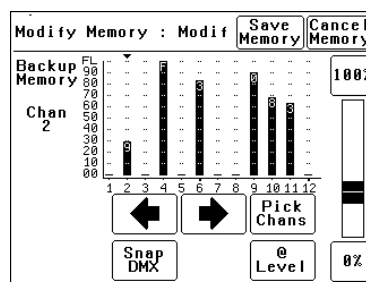 Modify Memory : Modif
Save Memory
Cancel Memory
Backup Memory
Chan 2
FL
90
80
70
60
50
40
30
20
10
00
9
F
3
0
8
3
1 2 3 4 5 6 7 8 9 10 11 12
100%
Pick Chans
Snap DMX
@ Level
0%